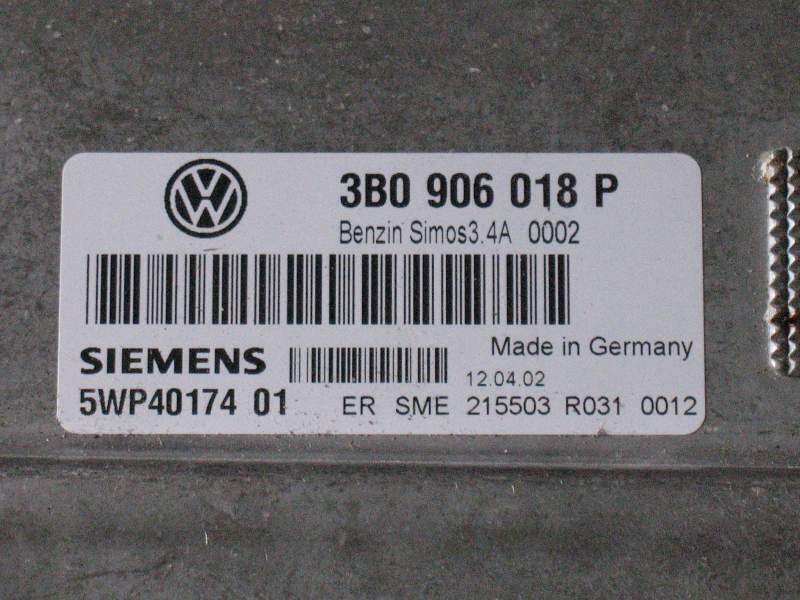 3B0 906 018 P
Benzin Simos3.4A 0002
SIEMENS
Made in Germany
12.04.02
5WP40174 01
ER SME 215503 R031 0012